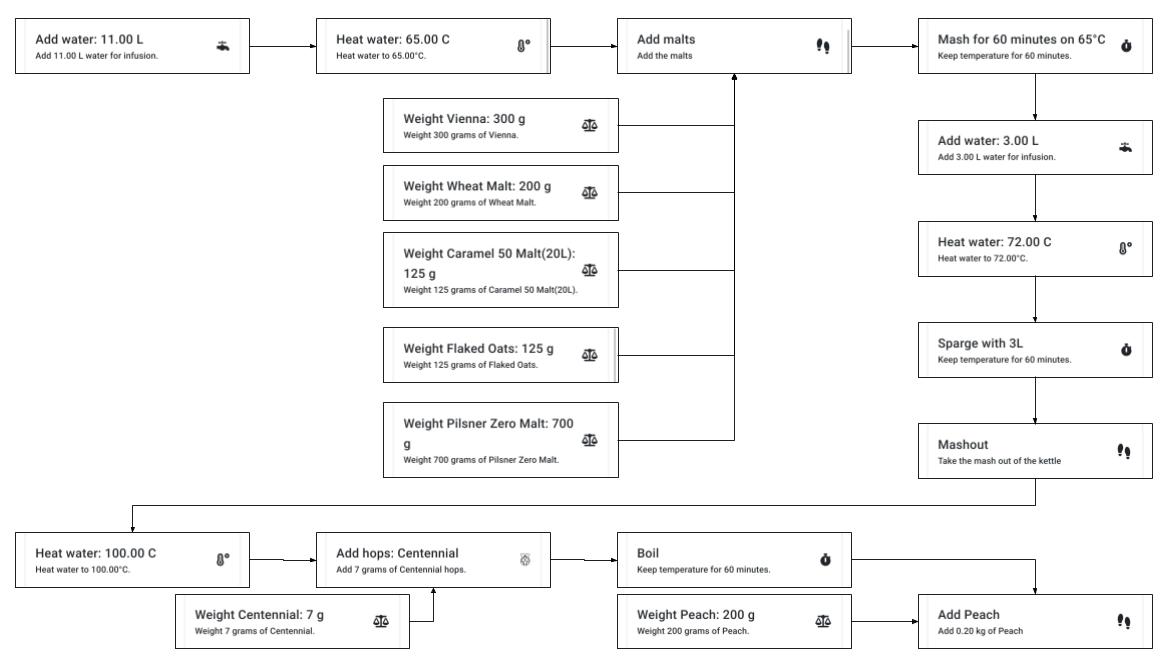 Add water: 11.00 L
Add 11.00 L water for infusion.
Heat water: 65.00 C
Heat water to 65.00°C.
Add malts
Add the malts
Mash for 60 minutes on 65°C
Keep temperature for 60 minutes.
Weight Vienna: 300 g
Weight 300 grams of Vienna.
Add water: 3.00 L
Add 3.00 L water for infusion.
Weight Wheat Malt: 200 g
Weight 200 grams of Wheat Malt.
Heat water: 72.00 C
Heat water to 72.00°C.
Weight Caramel 50 Malt(20L):
125 g
Weight 125 grams of Caramel 50 Malt(20L).
Sparge with 3L
Keep temperature for 60 minutes.
Weight Flaked Oats: 125 g
Weight 125 grams of Flaked Oats.
Weight Pilsner Zero Malt: 700
g
Weight 700 grams of Pilsner Zero Malt.
Mashout
Take the mash out of the kettle
Heat water: 100.00 C
Heat water to 100.00°C.
Add hops: Centennial
Add 7 grams of Centennial hops.
Boil
Keep temperature for 60 minutes.
Weight Centennial: 7 g
Weight 7 grams of Centennial.
Weight Peach: 200 g
Weight 200 grams of Peach.
Add Peach
Add 0.20 kg of Peach